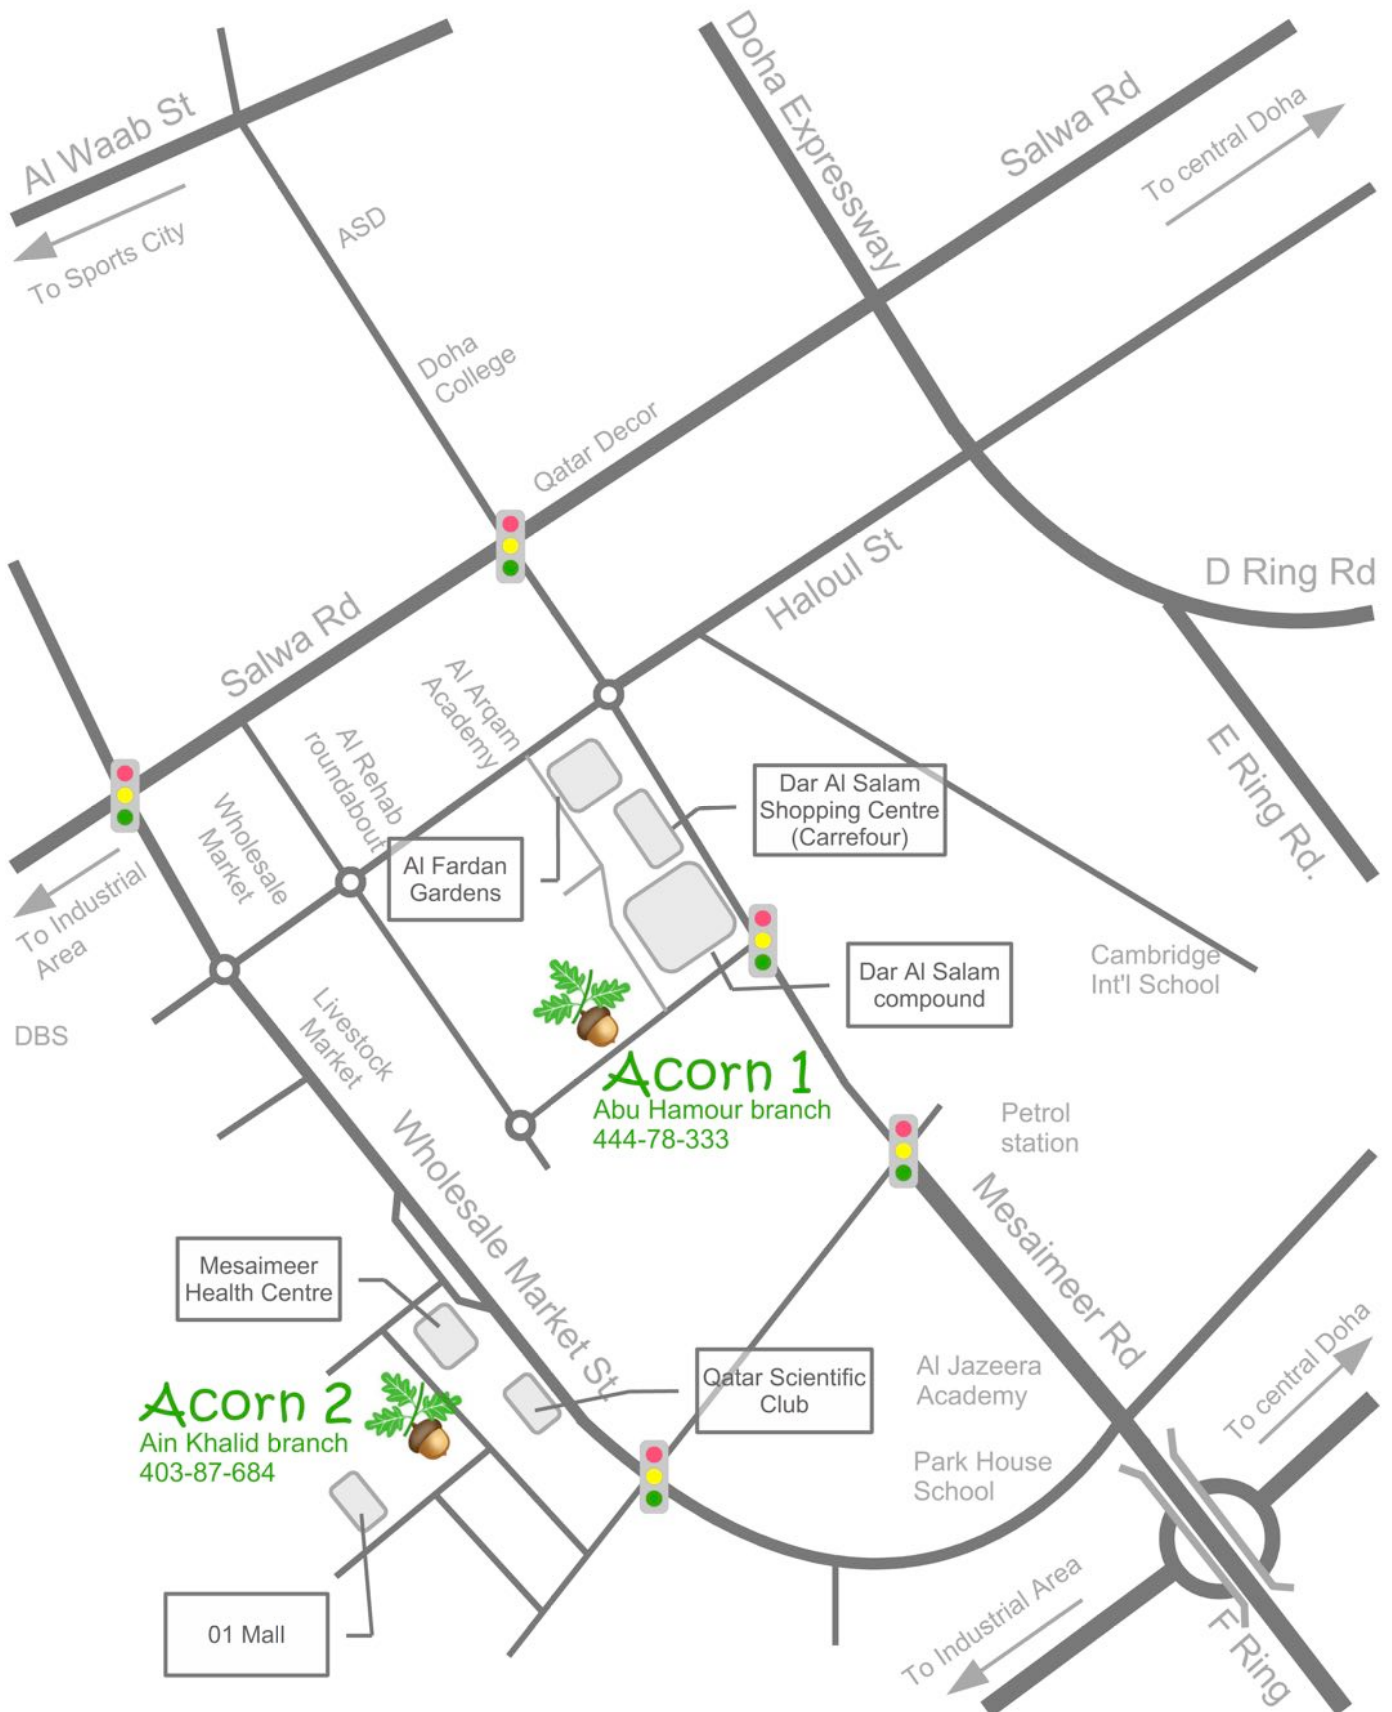 Al Waab St
To Sports City
ASD
Doha
College
Doha Expressway
Salwa Rd
To central Doha
Qatar Decor
Haloul St
D Ring Rd
E Ring Rd.
Salwa Rd
Al Arqam
Academy
Al Rehab
roundabout
Wholesale
Market
To Industrial
Area
DBS
Al Fardan
Gardens
Dar Al Salam
Shopping Centre
(Carrefour)
Dar Al Salam
compound
Cambridge
Int'l School
Livestock
Market
Acorn 1
Abu Hamour branch
444-78-333
Petrol
station
Wholesale Market St
Mesaimeer Rd
Mesaimeer
Health Centre
Qatar Scientific
Club
Al Jazeera
Academy
Park House
School
To central Doha
Acorn 2
Ain Khalid branch
403-87-684
01 Mall
To Industrial Area
F Ring